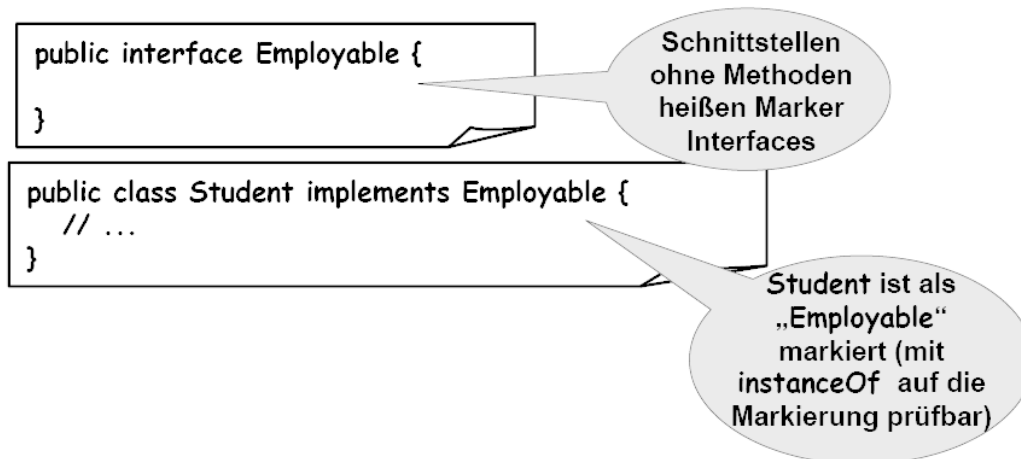 public interface Employable {
}
Schnittstellen
ohne Methoden
heißen Marker
Interfaces
public class Student implements Employable {
// ...
}
Student ist als
„Employable“
markiert (mit
instanceOf auf die
Markierung prüfbar)